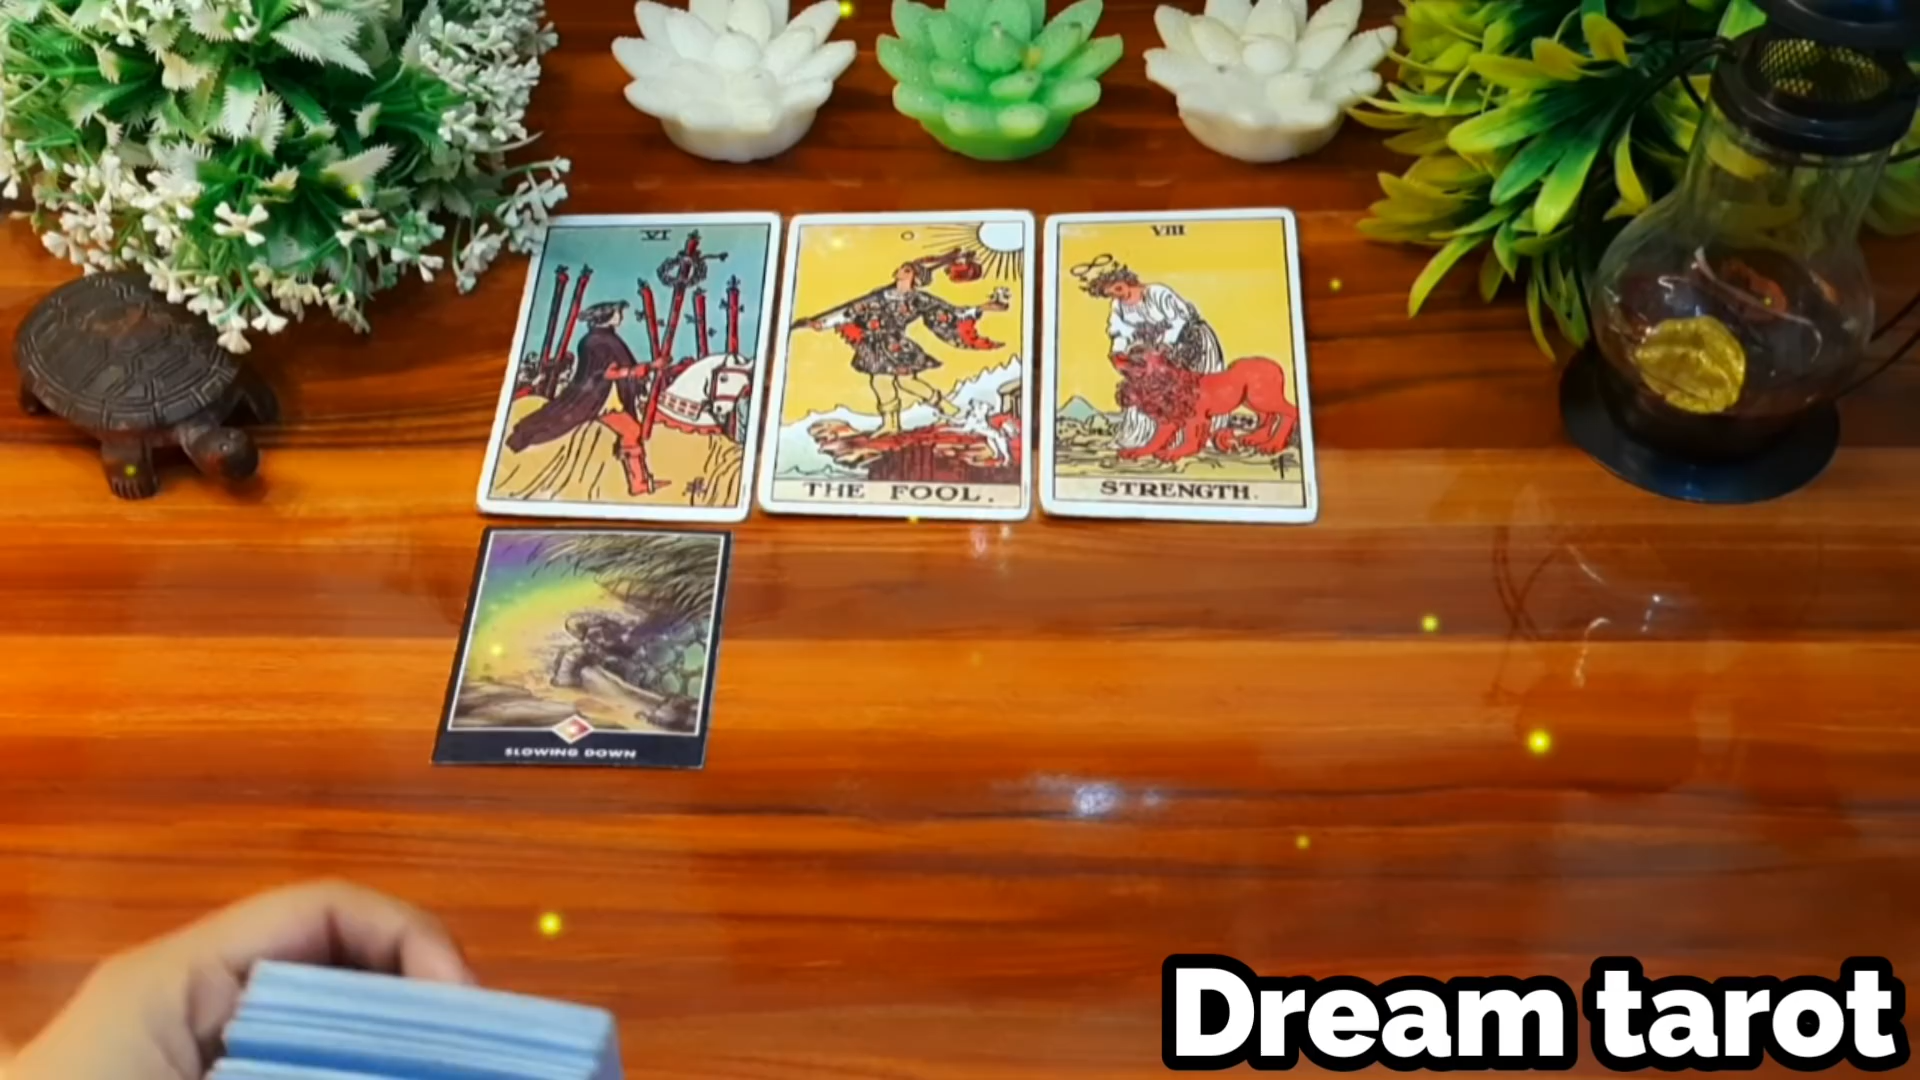 VI
0
VIII
THE FOOL.
STRENGTH.
SLOWING DOWN
Dream tarot